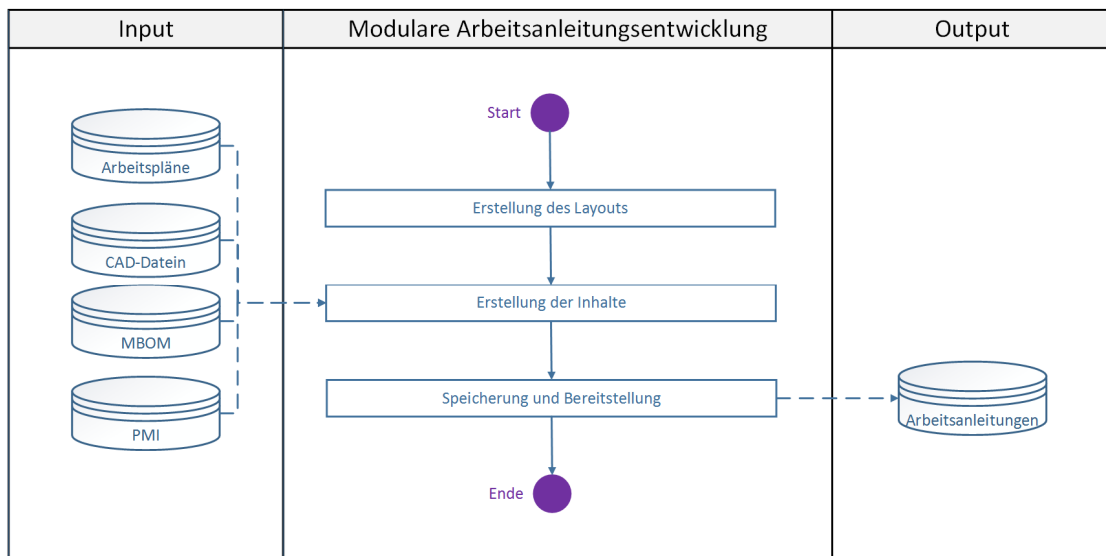 Input
Modulare Arbeitsanleitungsentwicklung
Output
Arbeitspläne
CAD-Datein
MBOM
PMI
Start
Erstellung des Layouts
Erstellung der Inhalte
Speicherung und Bereitstellung
Ende
Arbeitsanleitungen